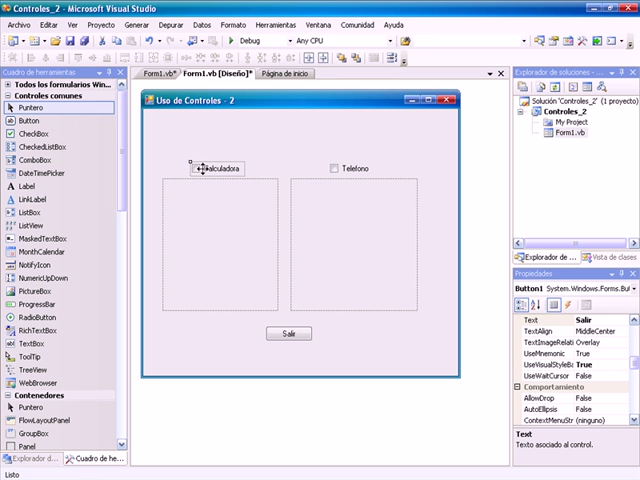 Controles_2 - Microsoft Visual Studio
Archivo Editar Ver Proyecto Generar Depurar Datos Formato Herramientas Ventana Comunidad Ayuda
Debug Any CPU
Cuadro de herramientas
Todos los formularios Win...
Controles comunes
Puntero
Button
CheckBox
CheckedListBox
ComboBox
DateTimePicker
Label
LinkLabel
ListBox
ListView
MaskedTextBox
MonthCalendar
NotifyIcon
NumericUpDown
PictureBox
ProgressBar
RadioButton
RichTextBox
TextBox
ToolTip
TreeView
WebBrowser
Contenedores
Puntero
FlowLayoutPanel
GroupBox
Panel
Explorador d...
Cuadro de he...
Form1.vb* Form1.vb [Diseño]* Página de inicio
Uso de Controles - 2
Telefono
Salir
Explorador de soluciones - ...
Solución 'Controles_2' (1 proyecto)
Controles_2
My Project
Form1.vb
Explorador de ... Vista de clases
Propiedades
Button1 System.Windows.Forms.Bu
Text Salir
TextAlign MiddleCenter
TextImageRelati Overlay
UseMnemonic True
UseVisualStyleBa True
UseWaitCursor False
Comportamiento
AllowDrop False
AutoEllipsis False
ContextMenuStr (ninguno)
Text
Texto asociado al control.
Listo